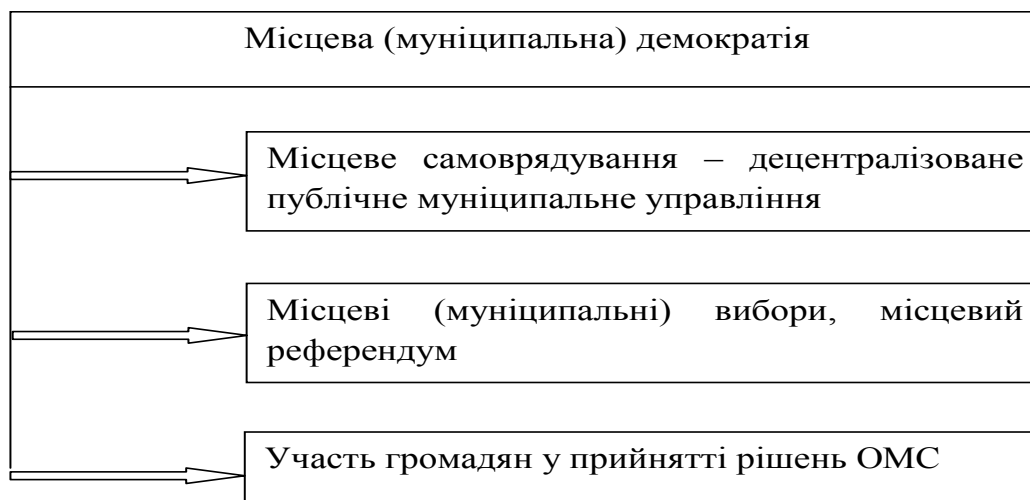 Місцева (муніципальна) демократія
Місцеве самоврядування – децентралізоване
публічне муніципальне управління
Місцеві (муніципальні) вибори, місцевий
референдум
Участь громадян у прийнятті рішень ОМС